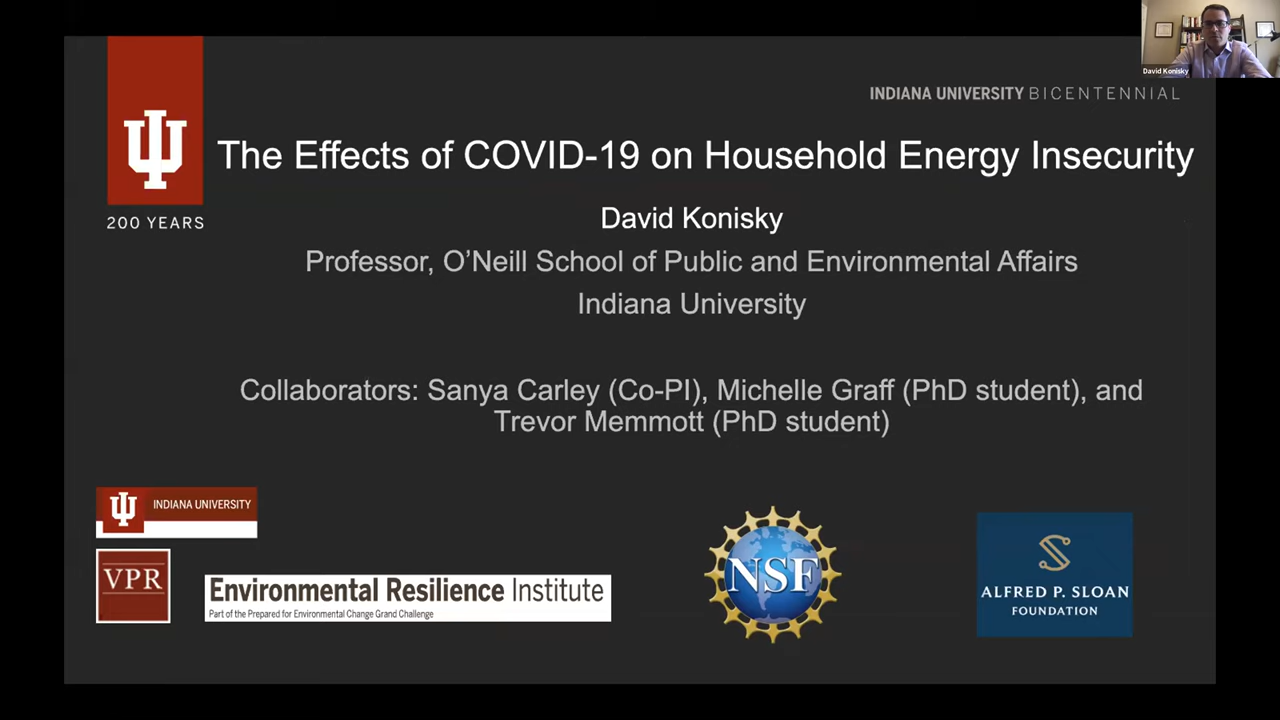 David Konisky
INDIANA UNIVERSITY BICENTENNIAL
The Effects of COVID-19 on Household Energy Insecurity
200 YEARS
David Konisky
Professor, O'Neill School of Public and Environmental Affairs
Indiana University
Collaborators: Sanya Carley (Co-PI), Michelle Graff (PhD student), and
Trevor Memmott (PhD student)
INDIANA UNIVERSITY
VPR
Environmental Resilience Institute
Part of the Prepared for Environmental Change Grand Challenge
NSF
ALFRED P. SLOAN
FOUNDATION